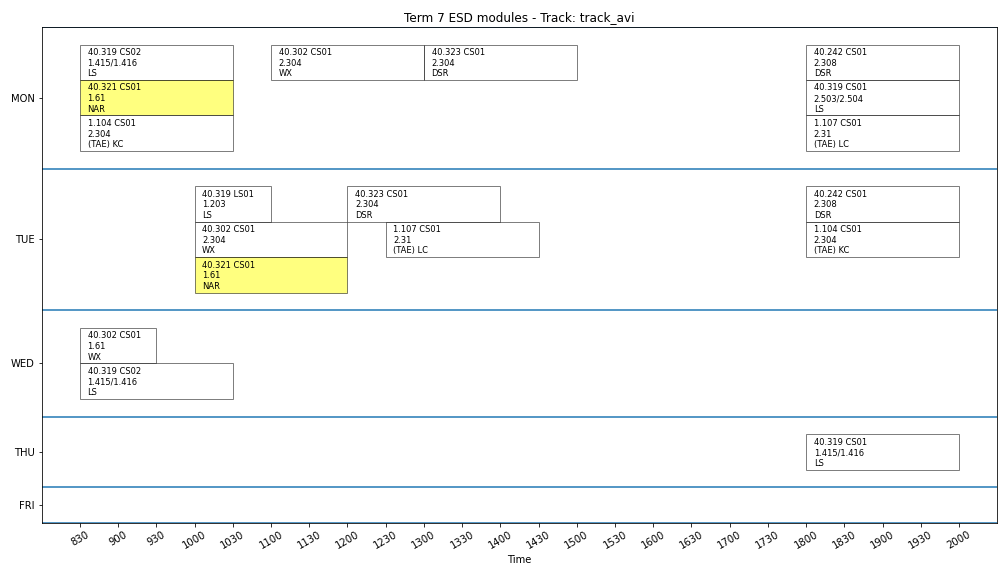 Term 7 ESD modules - Track: track_avi
MON
40.319 CS02
1.415/1.416
LS
40.321 CS01
1.61
NAR
1.104 CS01
2.304
(TAE) KC
40.302 CS01
2.304
WX
40.323 CS01
2.304
DSR
40.242 CS01
2.308
DSR
40.319 CS01
2.503/2.504
LS
1.107 CS01
2.31
(TAE) LC
TUE
40.319 LS01
1.203
LS
40.302 CS01
2.304
WX
40.321 CS01
1.61
NAR
40.323 CS01
2.304
DSR
1.107 CS01
2.31
(TAE) LC
40.242 CS01
2.308
DSR
1.104 CS01
2.304
(TAE) KC
WED
40.302 CS01
1.61
WX
40.319 CS02
1.415/1.416
LS
THU
40.319 CS01
1.415/1.416
LS
FRI
830 900 930 1000 1030 1100 1130 1200 1230 1300 1330 1400 1430 1500 1600 1630 1700 1730 1800 1830 1900 1930 2000
Time